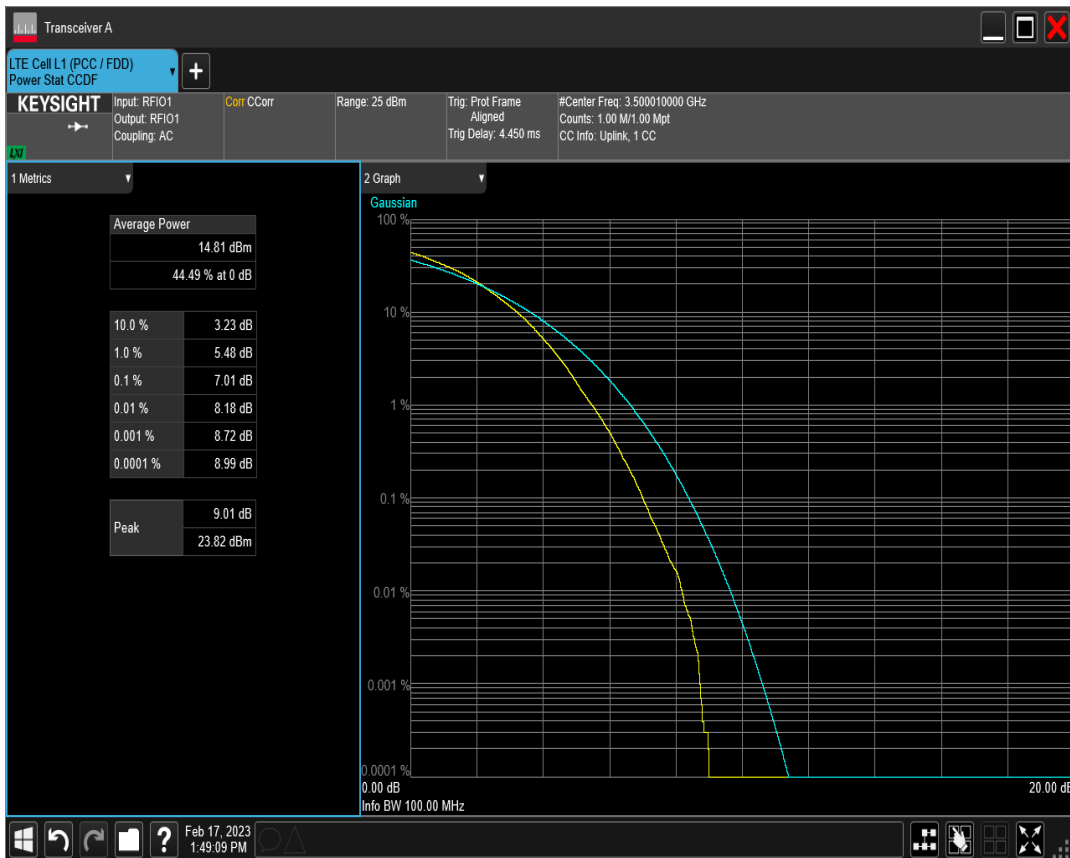 Transceiver A
LTE Cell L1 (PCC / FDD)
Power Stat CCDF
KEYSIGHT
LXI
Input: RFIO1
Output: RFIO1
Coupling: AC
Corr CCorr
Range: 25 dBm
Trig: Prot Frame
Aligned
Trig Delay: 4.450 ms
#Center Freq: 3.500010000 GHz
Counts: 1.00 M/1.00 Mpt
CC Info: Uplink, 1 CC
1 Metrics
Average Power
14.81 dBm
44.49 % at 0 dB
10.0 % 3.23 dB
1.0 % 5.48 dB
0.1 % 7.01 dB
0.01 % 8.18 dB
0.001 % 8.72 dB
0.0001 % 8.99 dB
Peak
9.01 dB
23.82 dBm
2 Graph
Gaussian
100 %
10 %
1 %
0.1 %
0.01 %
0.001 %
0.0001 %
0.00 dB 20.00 dB
Info BW 100.00 MHz
?
Feb 17, 2023
1:49:09 PM